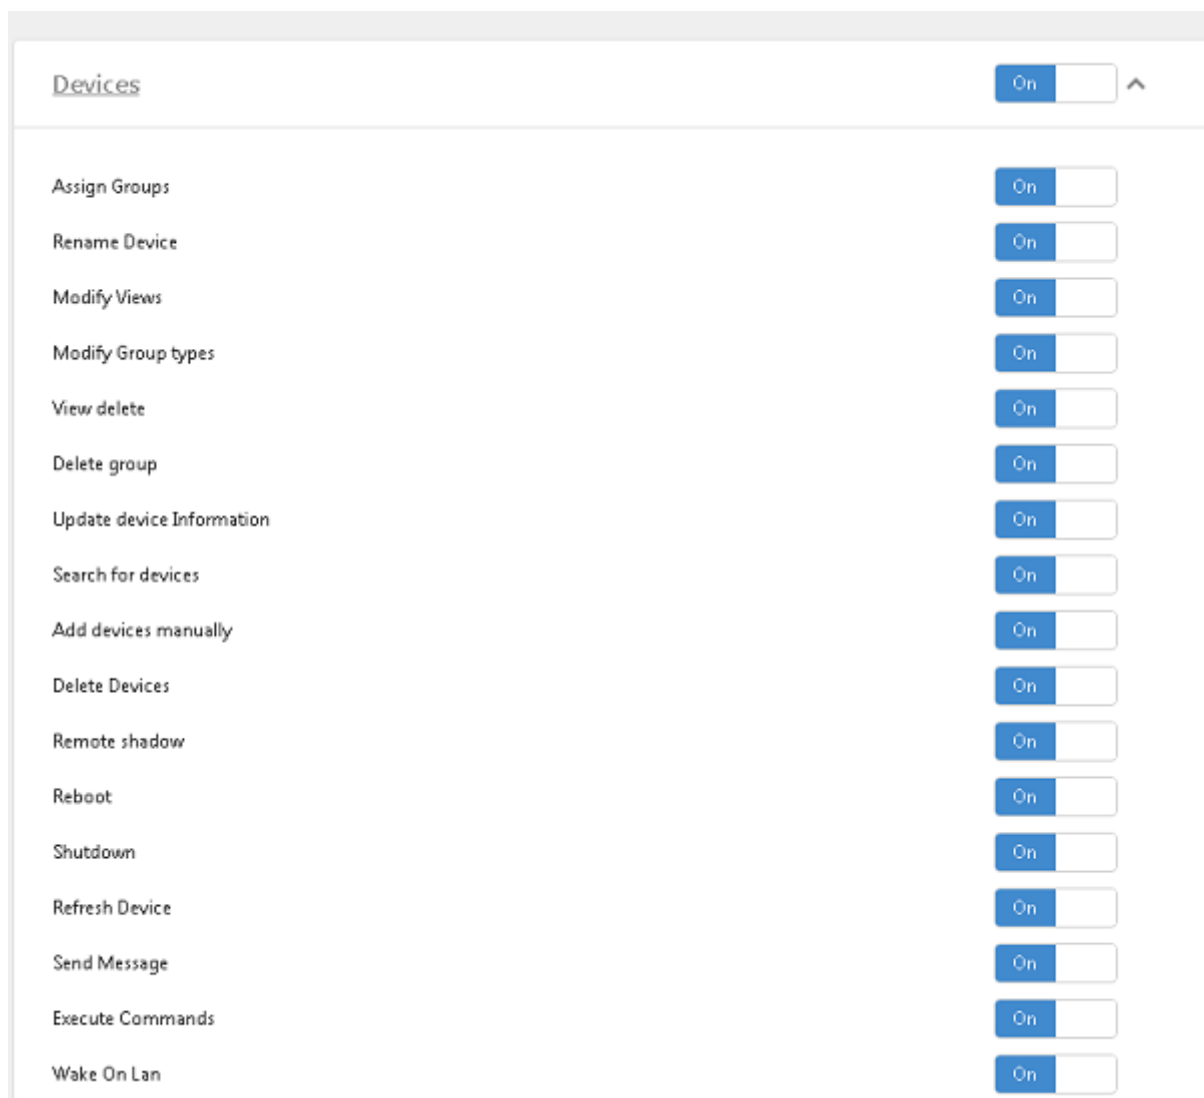 Devices On
Assign Groups On
Rename Device On
Modify Views On
Modify Group types On
View delete On
Delete group On
Update device Information On
Search for devices On
Add devices manually On
Delete Devices On
Remote shadow On
Reboot On
Shutdown On
Refresh Device On
Send Message On
Execute Commands On
Wake On Lan On